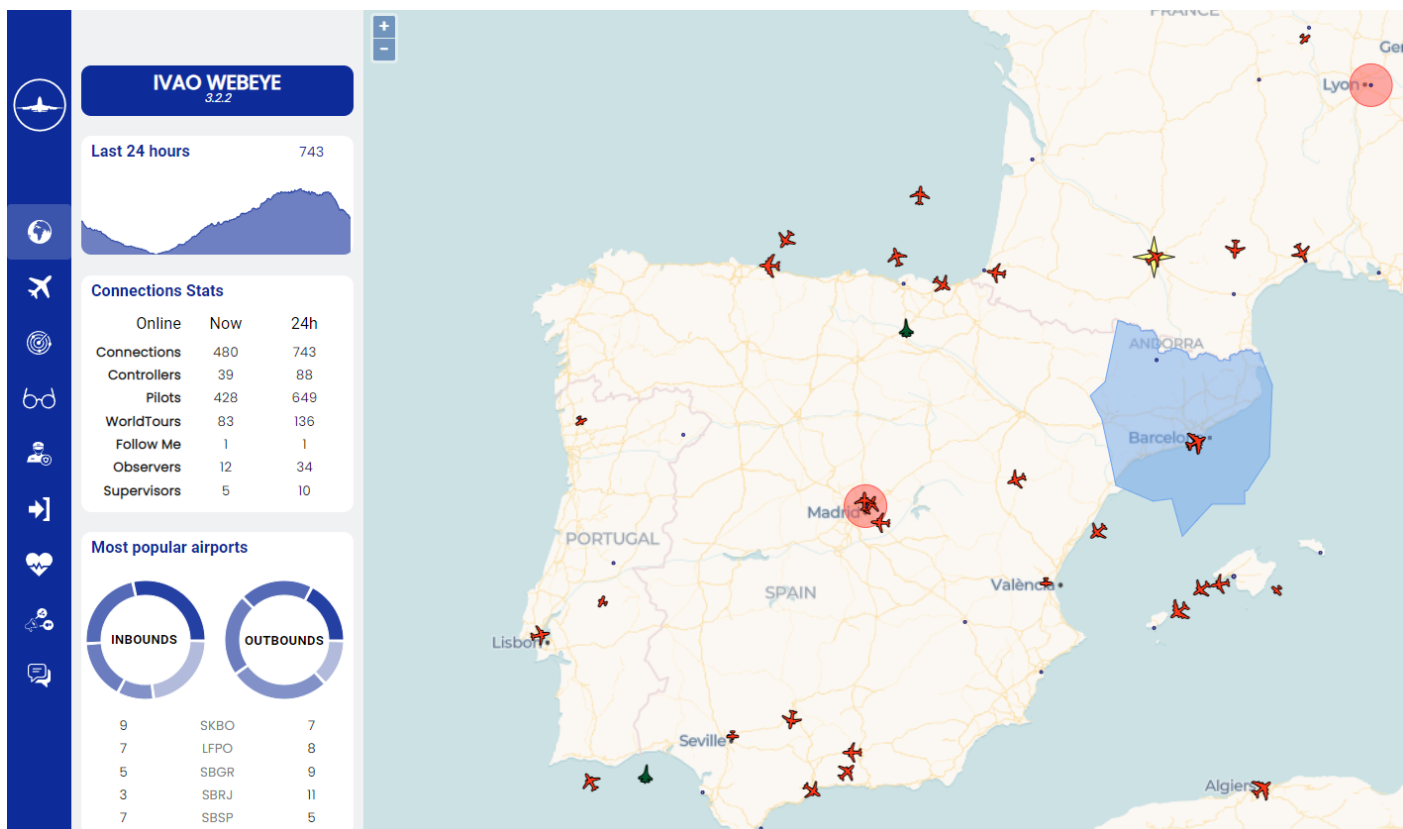 IVAO WEBEYE
3.2.2
Last 24 hours 743
Connections Stats
Online Now 24h
Connections 480 743
Controllers 39 88
Pilots 428 649
WorldTours 83 136
Follow Me 1 1
Observers 12 34
Supervisors 5 10
Most popular airports
INBOUNDS OUTBOUNDS
9 SKBO 7
7 LFPO 8
5 SBGR 9
3 SBRJ 11
7 SBSP 5
+
−
FRANCE
Ge
Lyon
ANDORRA
Barcelo
Madrid
PORTUGAL
SPAIN
València
Lisbon
Seville
Algiers